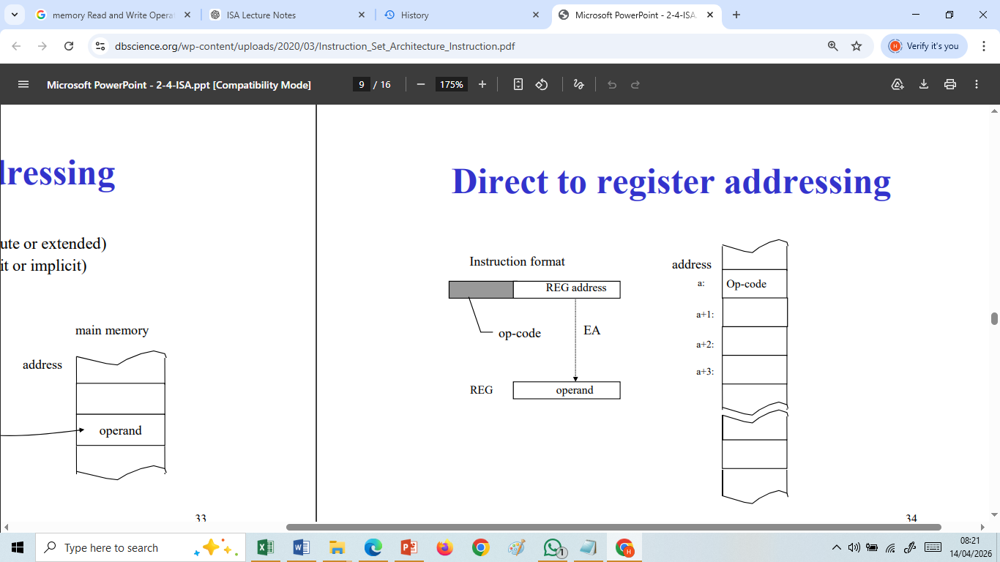 memory Read and Write Operat
ISA Lecture Notes
History
Microsoft PowerPoint - 2-4-ISA.
dbscience.org/wp-content/uploads/2020/03/Instruction_Set_Architecture_Instruction.pdf
H
Verify it's you
Microsoft PowerPoint - 2-4-ISA.ppt [Compatibility Mode]
9 / 16
175%
dressing
ute or extended)
it or implicit)
main memory
address
operand
33
Direct to register addressing
Instruction format
REG address
op-code
EA
REG
operand
address
a:
Op-code
a+1:
a+2:
a+3:
34
Type here to search
1
H
08:21
14/04/2026